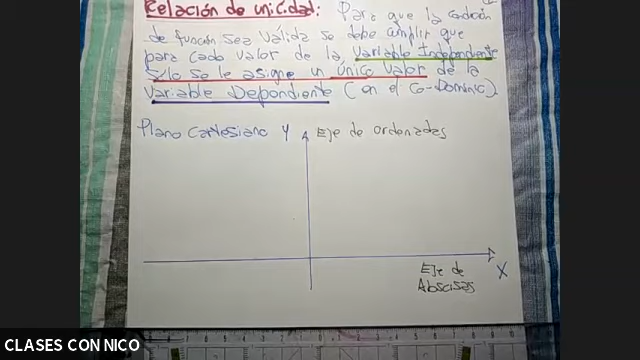 Relación de unicidad: Para que la condición
de función sea válida se debe cumplir que
para cada valor de la Variable Independiente
sólo se le asigne un único valor de la
Variable Dependiente (en el Co-Dominio).
Plano Cartesiano Y Eje de ordenadas
Eje de X
Abscisas
CLASES CON NICO